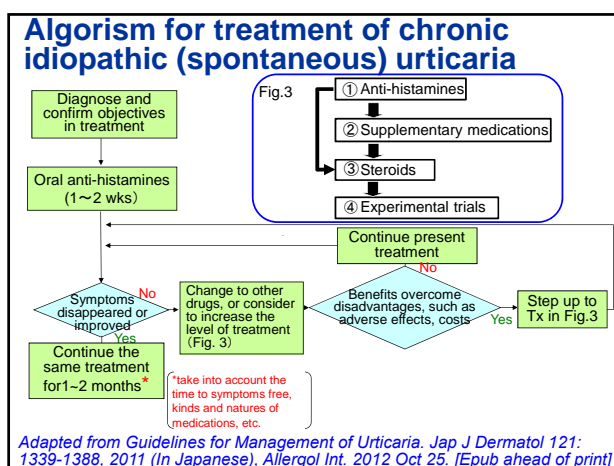 Algorism for treatment of chronic
idiopathic (spontaneous) urticaria
Diagnose and
confirm objectives
in treatment
Oral anti-histamines
(1～2 wks)
Fig.3
① Anti-histamines
② Supplementary medications
③ Steroids
④ Experimental trials
Continue present
treatment
No
Symptoms
disappeared or
improved
No
Yes
Change to other
drugs, or consider
to increase the
level of treatment
(Fig. 3)
Benefits overcome
disadvantages, such as
adverse effects, costs
Yes
Step up to
Tx in Fig.3
Continue the
same treatment
for1~2 months*
*take into account the
time to symptoms free,
kinds and natures of
medications, etc.
Adapted from Guidelines for Management of Urticaria. Jap J Dermatol 121:
1339-1388, 2011 (In Japanese), Allergol Int. 2012 Oct 25. [Epub ahead of print]